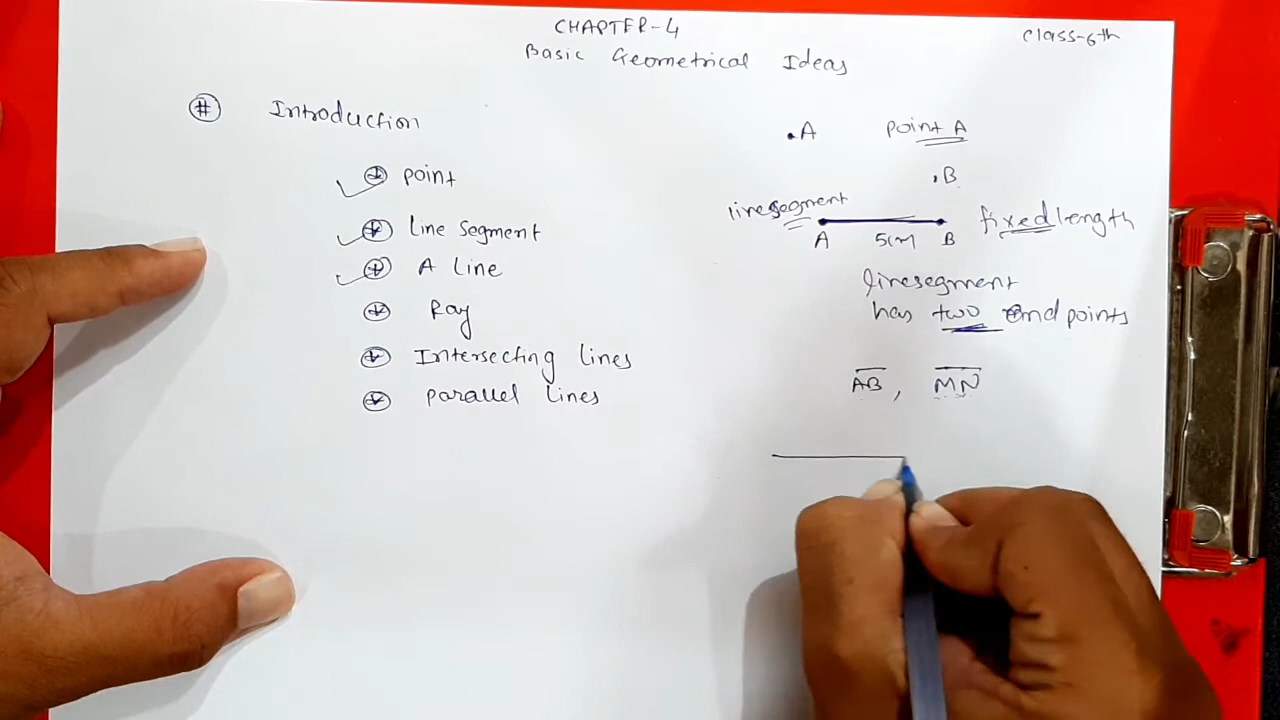 CHAPTER-4
Class-6th
Basic Geometrical Ideas
# Introduction
Point
Line Segment
A Line
Ray
Intersecting lines
Parallel lines
.A Point A
.B
linesegment
fixed length
A 5cm B
linesegment
has two end points
AB, MN